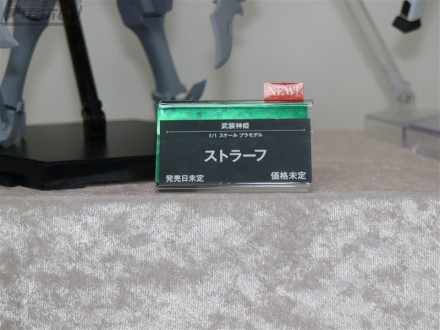 NEW!
武装神姫
1/1 スケール プラモデル
ストラーフ
発売日未定 価格未定